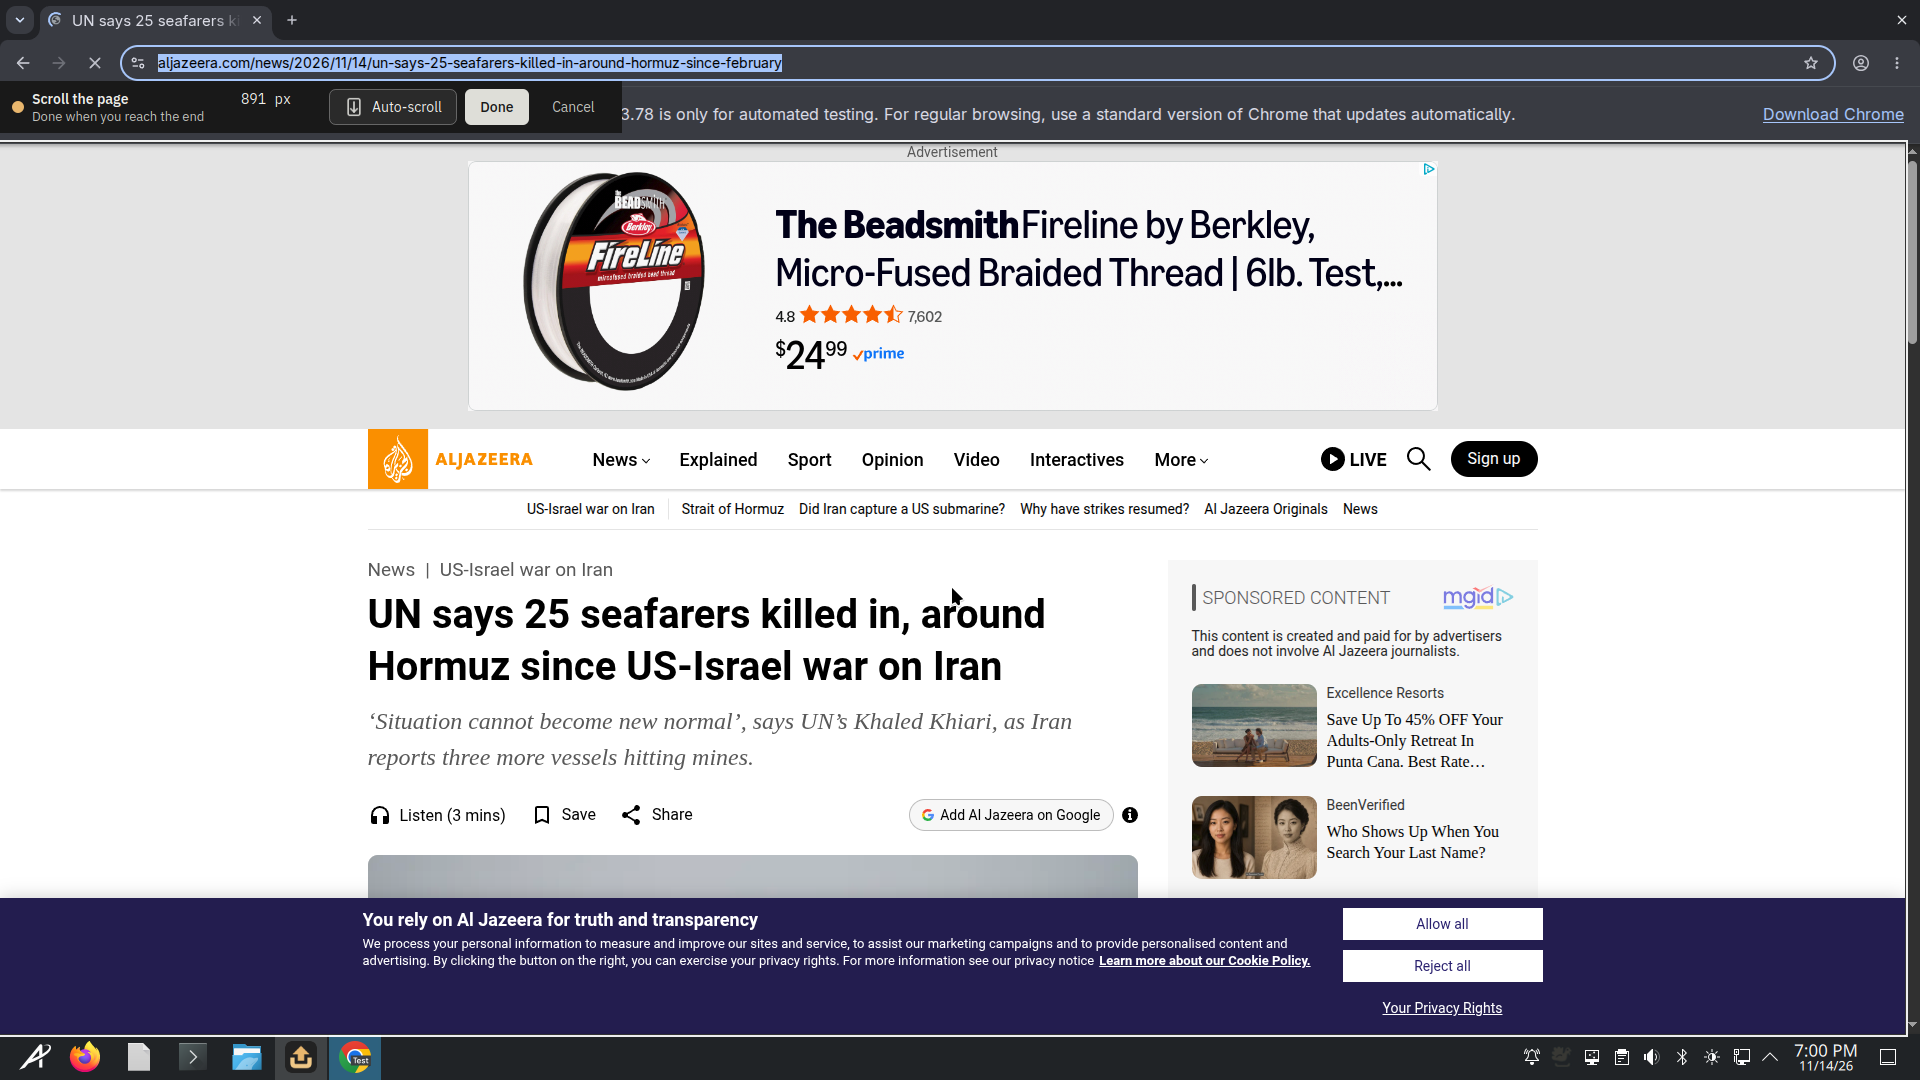 UN says 25 seafarers ki
aljazeera.com/news/2026/11/14/un-says-25-seafarers-killed-in-around-hormuz-since-february
Scroll the page
Done when you reach the end
891 px
Auto-scroll
Done
Cancel
3.78 is only for automated testing. For regular browsing, use a standard version of Chrome that updates automatically.
Download Chrome
Advertisement
THE BEADSMITH
Berkley
FIRELINE
microfused braided bead thread
The Beadsmith Fireline by Berkley,
Micro-Fused Braided Thread | 6lb. Test,...
4.8 7,602
$24.99 prime
ALJAZEERA
News
Explained
Sport
Opinion
Video
Interactives
More
LIVE
Sign up
US-Israel war on Iran
Strait of Hormuz
Did Iran capture a US submarine?
Why have strikes resumed?
Al Jazeera Originals
News
News | US-Israel war on Iran
UN says 25 seafarers killed in, around
Hormuz since US-Israel war on Iran
‘Situation cannot become new normal’, says UN’s Khaled Khiari, as Iran
reports three more vessels hitting mines.
Listen (3 mins)
Save
Share
Add Al Jazeera on Google
SPONSORED CONTENT
mgid
This content is created and paid for by advertisers
and does not involve Al Jazeera journalists.
Excellence Resorts
Save Up To 45% OFF Your
Adults-Only Retreat In
Punta Cana. Best Rate…
BeenVerified
Who Shows Up When You
Search Your Last Name?
You rely on Al Jazeera for truth and transparency
We process your personal information to measure and improve our sites and service, to assist our marketing campaigns and to provide personalised content and
advertising. By clicking the button on the right, you can exercise your privacy rights. For more information see our privacy notice Learn more about our Cookie Policy.
Allow all
Reject all
Your Privacy Rights
Test
7:00 PM
11/14/26